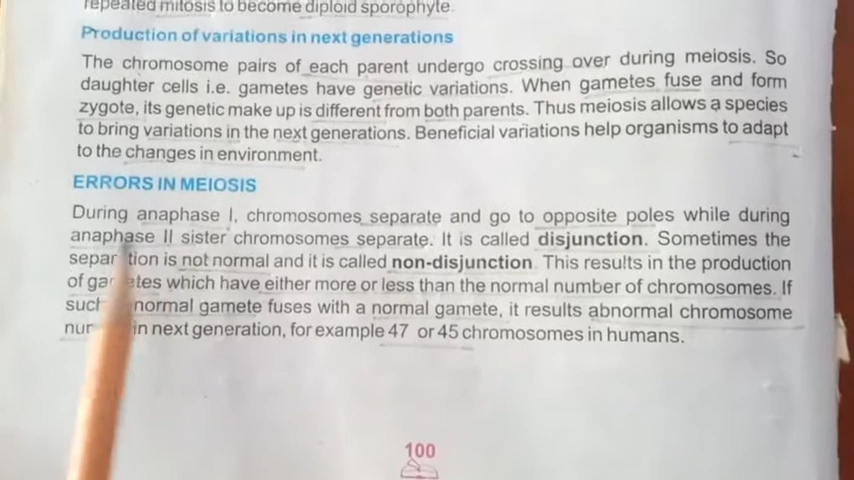 repeated mitosis to become diploid sporophyte.
Production of variations in next generations
The chromosome pairs of each parent undergo crossing over during meiosis. So
daughter cells i.e. gametes have genetic variations. When gametes fuse and form
zygote, its genetic make up is different from both parents. Thus meiosis allows a species
to bring variations in the next generations. Beneficial variations help organisms to adapt
to the changes in environment.
ERRORS IN MEIOSIS
During anaphase I, chromosomes separate and go to opposite poles while during
anaphase II sister chromosomes separate. It is called disjunction. Sometimes the
separ tion is not normal and it is called non-disjunction. This results in the production
of ga etes which have either more or less than the normal number of chromosomes. If
such normal gamete fuses with a normal gamete, it results abnormal chromosome
in next generation, for example 47 or 45 chromosomes in humans.
100